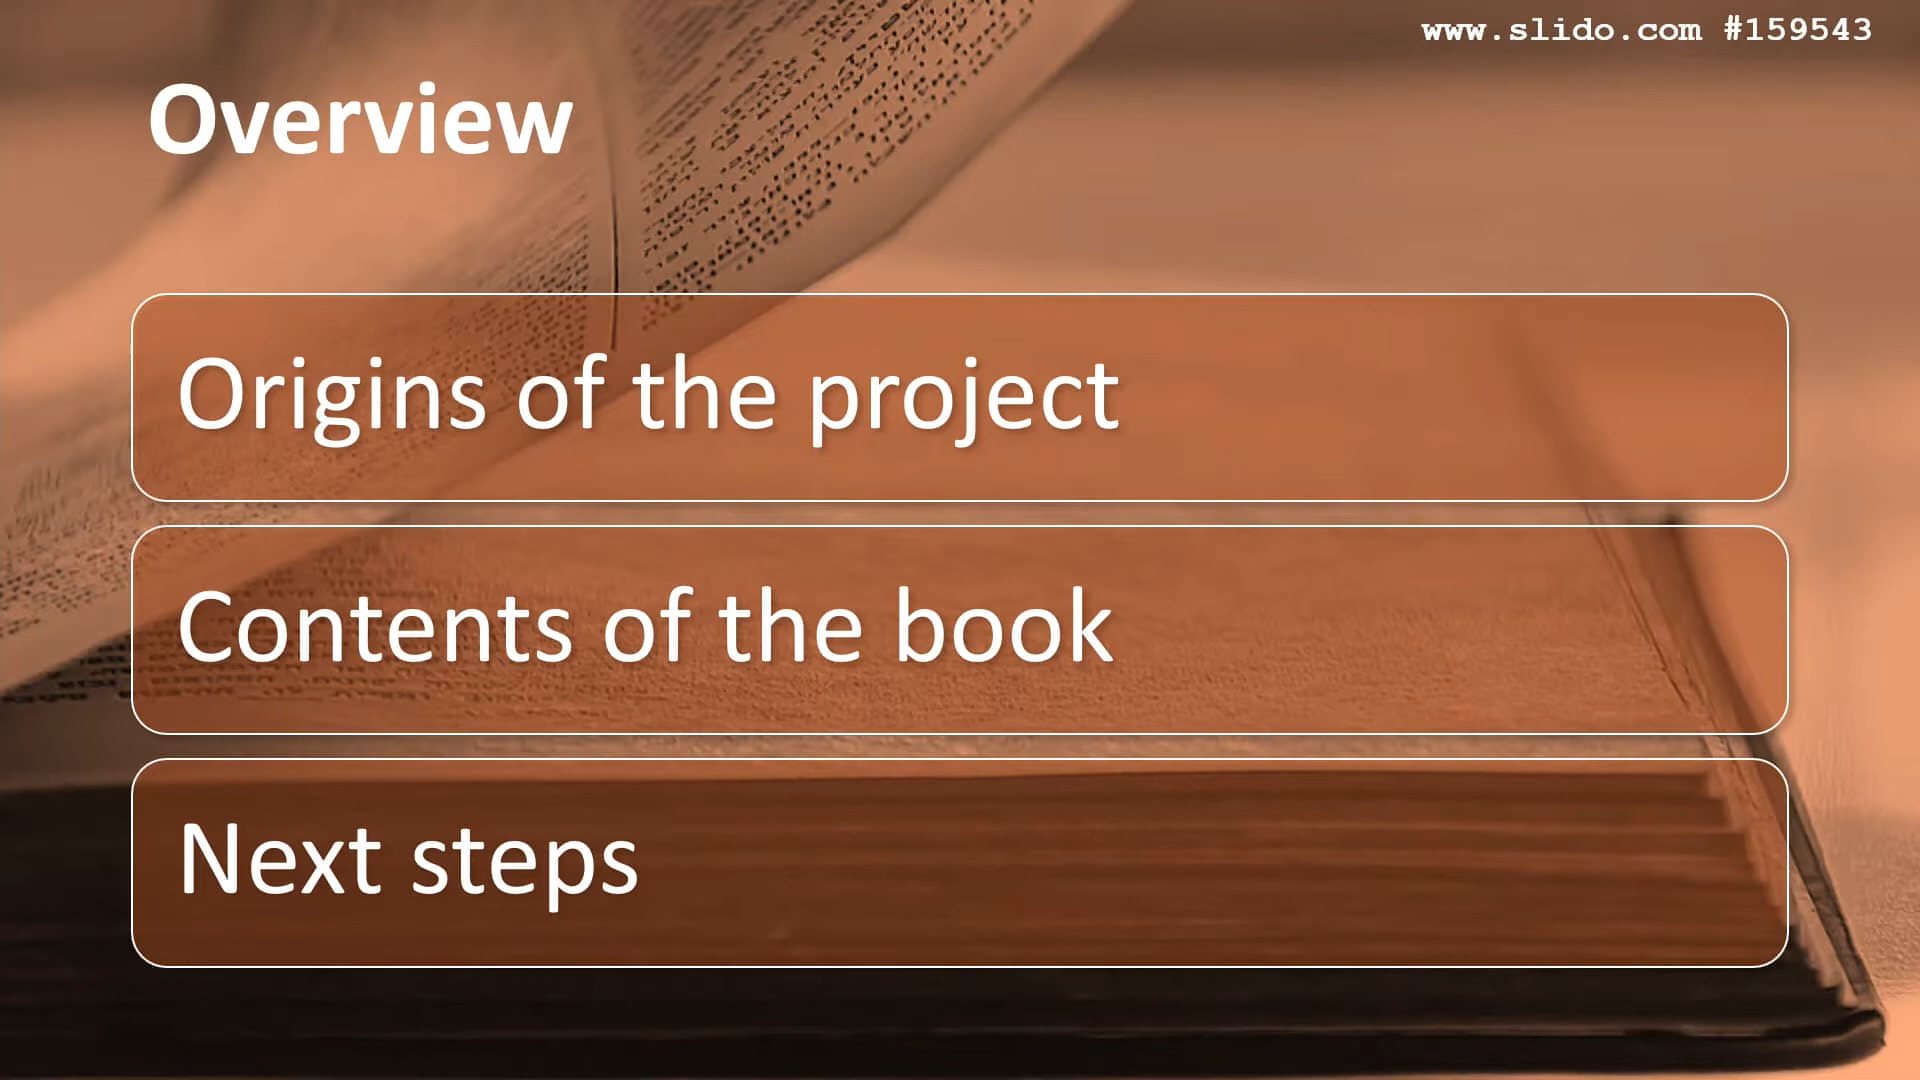 www.slido.com #159543
Overview
Origins of the project
Contents of the book
Next steps